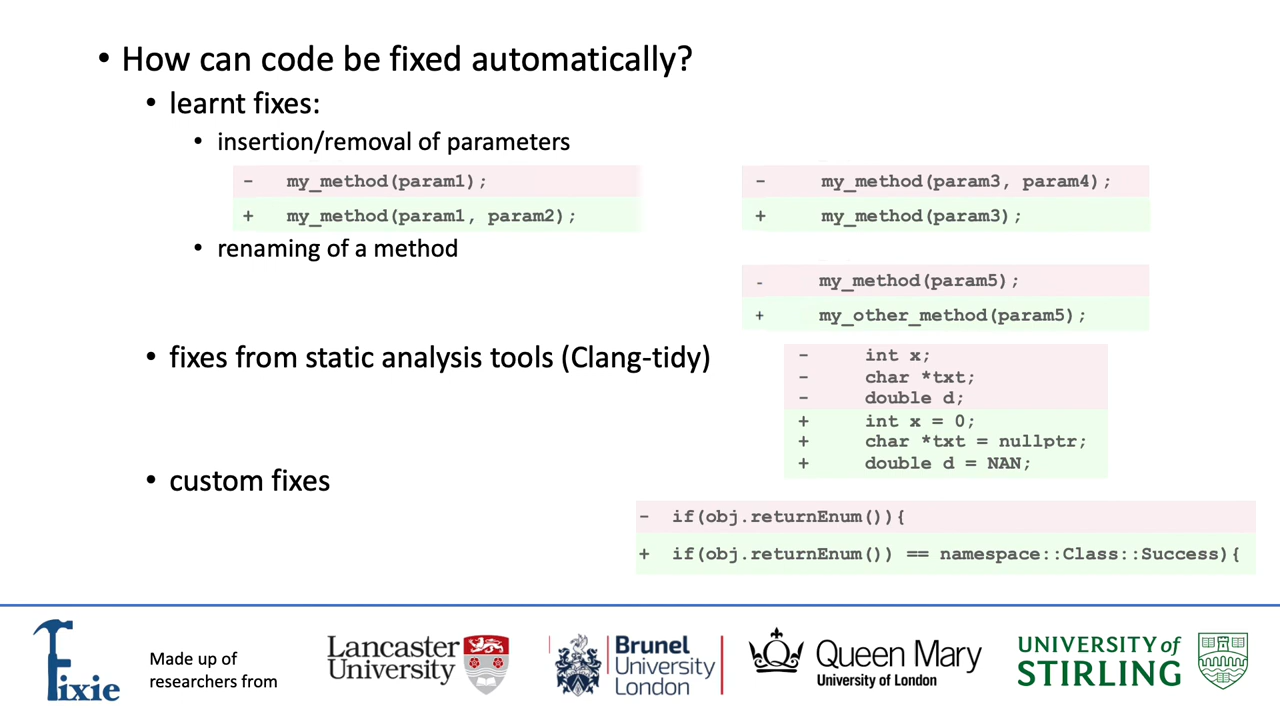 • How can code be fixed automatically?
• learnt fixes:
• insertion/removal of parameters
- my_method(param1);
+ my_method(param1, param2);
- my_method(param3, param4);
+ my_method(param3);
• renaming of a method
- my_method(param5);
+ my_other_method(param5);
• fixes from static analysis tools (Clang-tidy)
- int x;
- char *txt;
- double d;
+ int x = 0;
+ char *txt = nullptr;
+ double d = NAN;
• custom fixes
- if(obj.returnEnum()){
+ if(obj.returnEnum()) == namespace::Class::Success){
Fixie
Made up of
researchers from
Lancaster
University
Brunel
University
London
Queen Mary
University of London
UNIVERSITY of
STIRLING